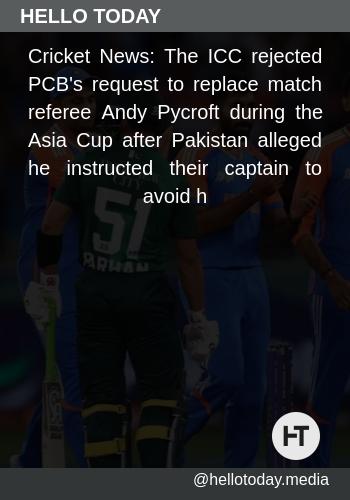 HELLO TODAY
Cricket News: The ICC rejected
PCB's request to replace match
referee Andy Pycroft during the
Asia Cup after Pakistan alleged
he instructed their captain to
avoid h
51
HT
@hellotoday.media